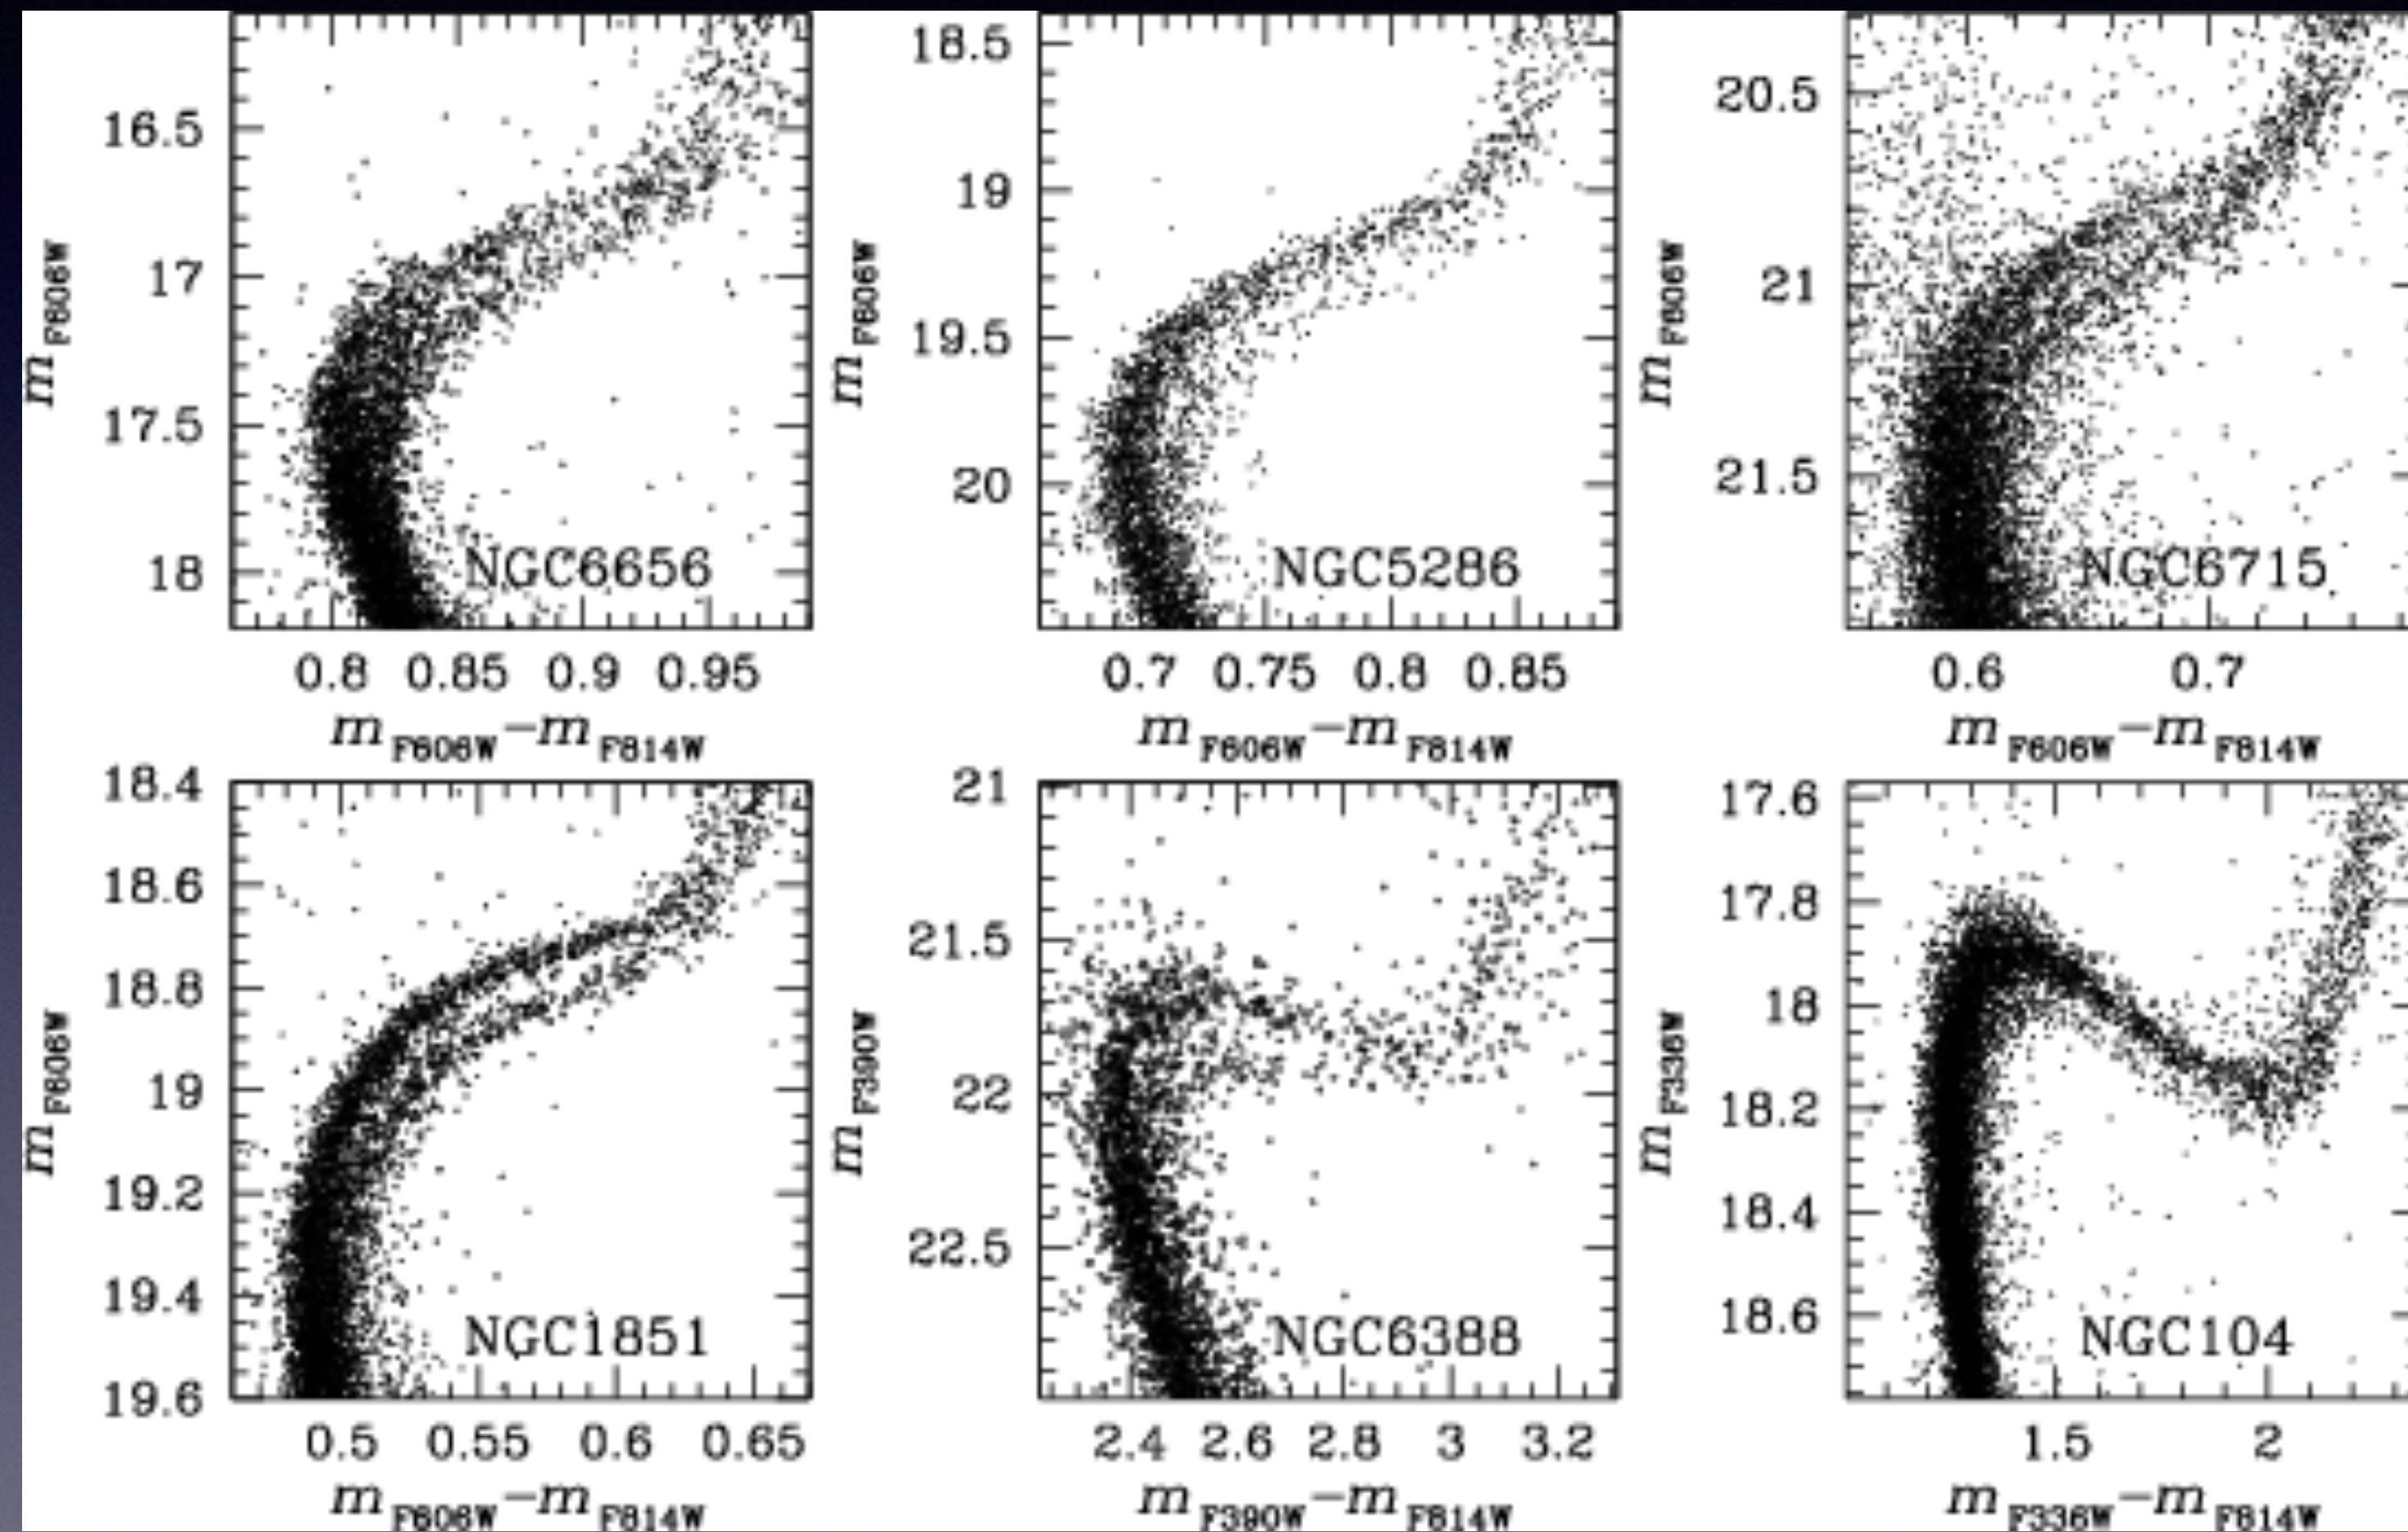 16.5
17
17.5
18
m F606W
NGC6656
0.8 0.85 0.9 0.95
m F606W−m F814W
18.5
19
19.5
20
m F606W
NGC5286
0.7 0.75 0.8 0.85
m F606W−m F814W
20.5
21
21.5
m F606W
NGC6715
0.6 0.7
m F606W−m F814W
18.4
18.6
18.8
19
19.2
19.4
19.6
m F606W
NGC1851
0.5 0.55 0.6 0.65
m F606W−m F814W
21
21.5
22
22.5
m F390W
NGC6388
2.4 2.6 2.8 3 3.2
m F390W−m F814W
17.6
17.8
18
18.2
18.4
18.6
m F336W
NGC104
1.5 2
m F336W−m F814W